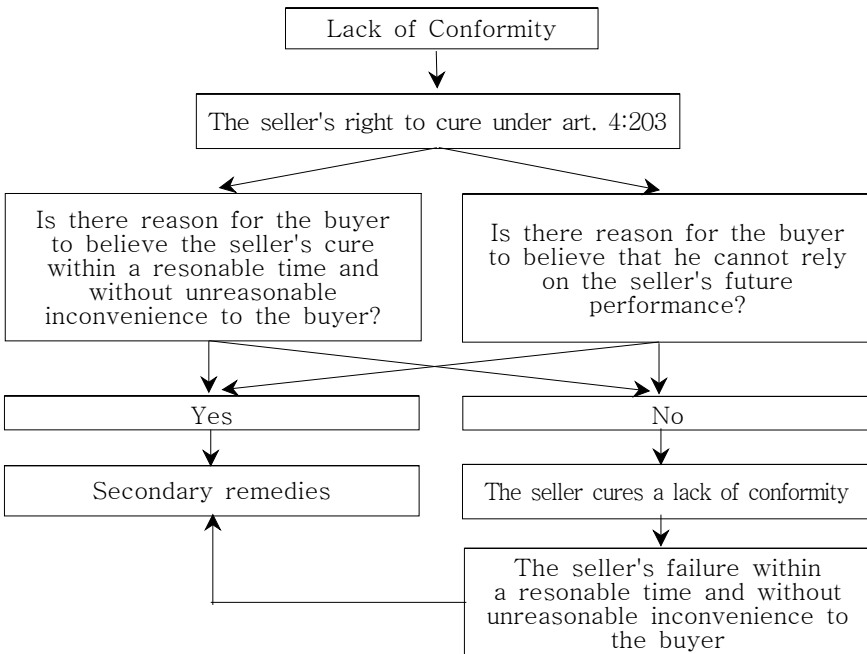 Lack of Conformity
The seller's right to cure under art. 4:203
Is there reason for the buyer
to believe the seller's cure
within a resonable time and
without unreasonable
inconvenience to the buyer?
Is there reason for the buyer
to believe that he cannot rely
on the seller's future
performance?
Yes
No
Secondary remedies
The seller cures a lack of conformity
The seller's failure within
a resonable time and without
unreasonable inconvenience to
the buyer